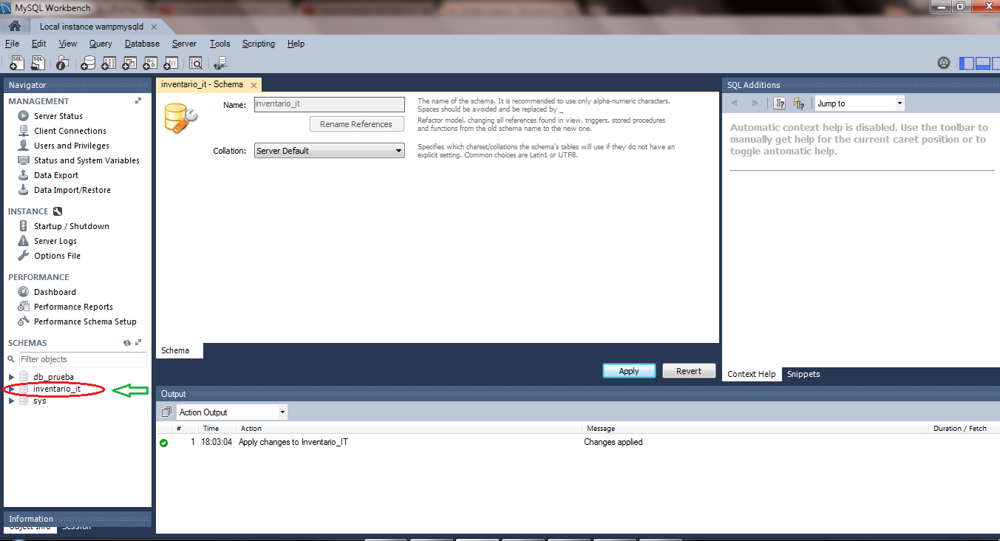 MySQL Workbench
Local instance wampmysqld
File Edit View Query Database Server Tools Scripting Help
Navigator
MANAGEMENT
Server Status
Client Connections
Users and Privileges
Status and System Variables
Data Export
Data Import/Restore
INSTANCE
Startup / Shutdown
Server Logs
Options File
PERFORMANCE
Dashboard
Performance Reports
Performance Schema Setup
SCHEMAS
Filter objects
db_prueba
inventario_it
sys
Information
Object Info Session
inventario_it - Schema
Name: inventario_it
The name of the schema. It is recommended to use only alpha-numeric characters.
Spaces should be avoided and be replaced by _
Rename References
Refactor model, changing all references found in view, triggers, stored procedures
and functions from the old schema name to the new one.
Collation: Server Default
Specifies which charset/collations the schema's tables will use if they do not have an
explicit setting. Common choices are Latin1 or UTF8.
Schema
Apply Revert
SQL Additions
Jump to
Automatic context help is disabled. Use the toolbar to
manually get help for the current caret position or to
toggle automatic help.
Context Help Snippets
Output
Action Output
# Time Action Message Duration / Fetch
1 18:03:04 Apply changes to Inventario_IT Changes applied